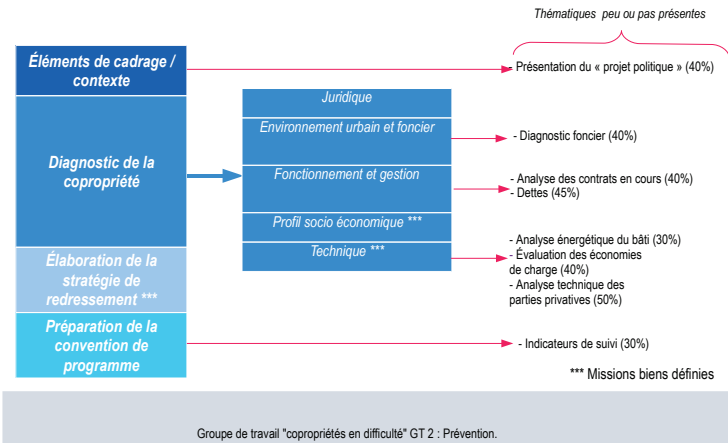 Thématiques peu ou pas présentes
Éléments de cadrage /
contexte
- Présentation du « projet politique » (40%)
Diagnostic de la
copropriété
Juridique
Environnement urbain et foncier
- Diagnostic foncier (40%)
Fonctionnement et gestion
- Analyse des contrats en cours (40%)
- Dettes (45%)
Profil socio économique ***
Technique ***
- Analyse énergétique du bâti (30%)
- Évaluation des économies
de charge (40%)
- Analyse technique des
parties privatives (50%)
Élaboration de la
stratégie de
redressement ***
Préparation de la
convention de
programme
- Indicateurs de suivi (30%)
*** Missions biens définies
Groupe de travail "copropriétés en difficulté" GT 2 : Prévention.